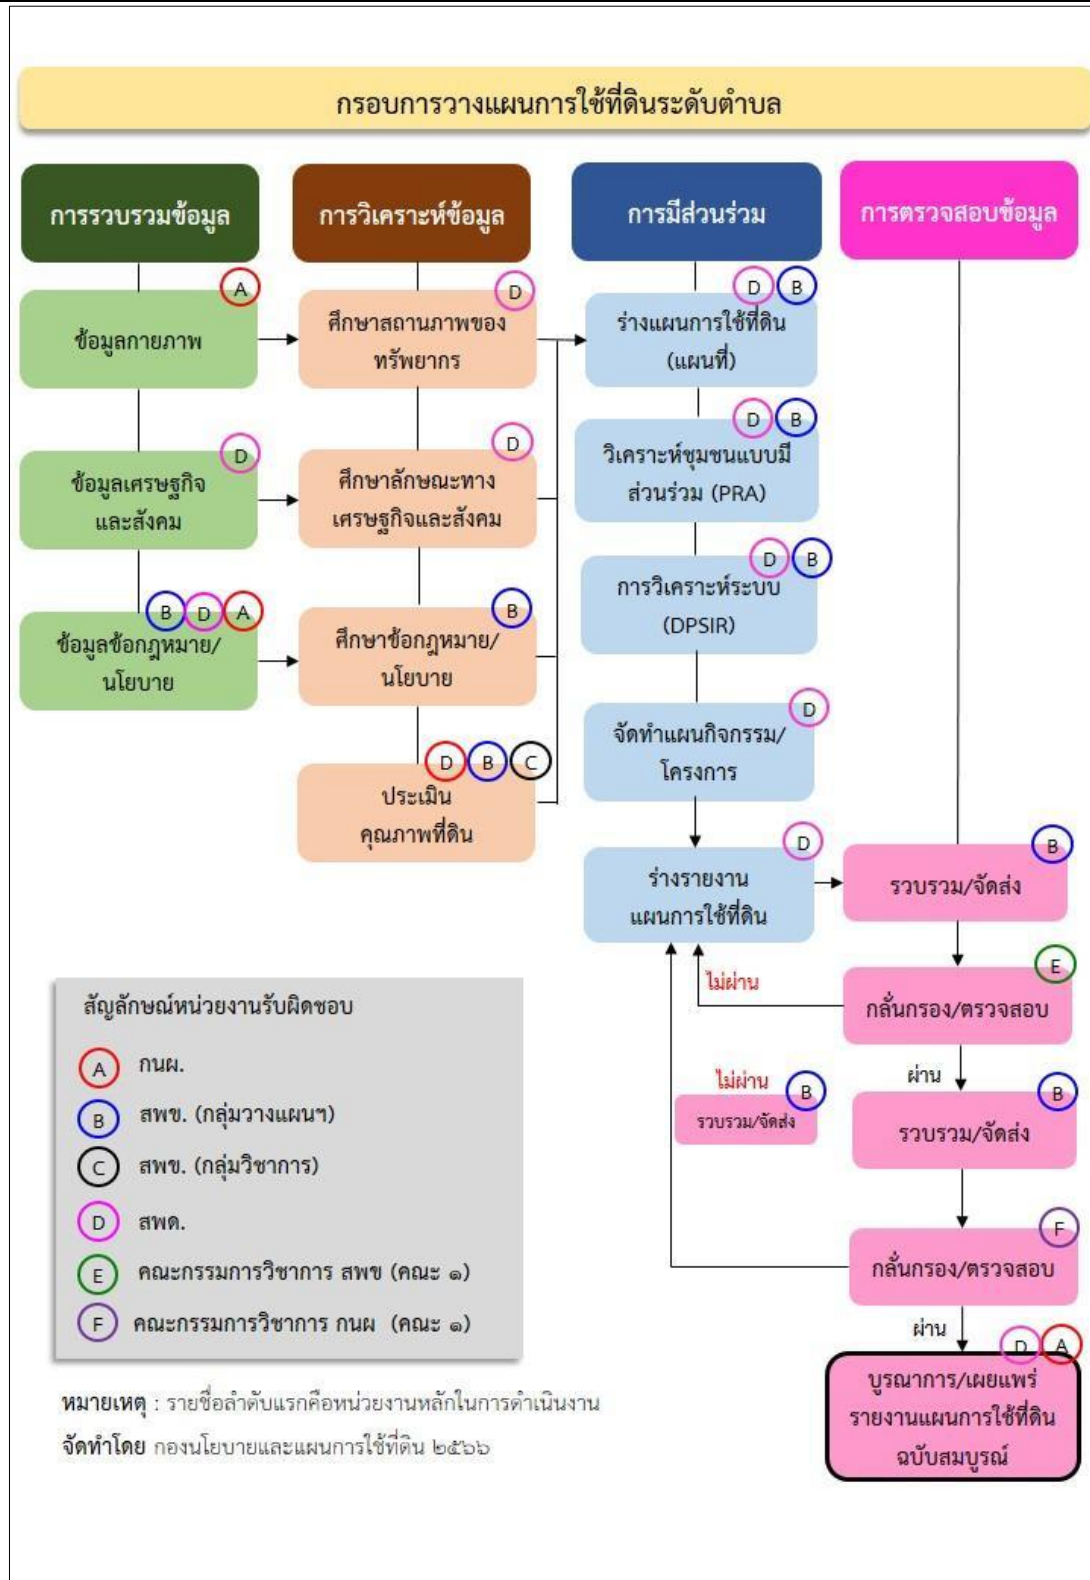 กรอบการวางแผนการใช้ที่ดินระดับตำบล
การรวบรวมข้อมูล
A
ข้อมูลกายภาพ
D
ข้อมูลเศรษฐกิจ
และสังคม
B D A
ข้อมูลข้อกฎหมาย/
นโยบาย
การวิเคราะห์ข้อมูล
D
ศึกษาสถานภาพของ
ทรัพยากร
D
ศึกษาลักษณะทาง
เศรษฐกิจและสังคม
B
ศึกษาข้อกฎหมาย/
นโยบาย
D B C
ประเมิน
คุณภาพที่ดิน
การมีส่วนร่วม
D B
ร่างแผนการใช้ที่ดิน
(แผนที่)
D B
วิเคราะห์ชุมชนแบบมี
ส่วนร่วม (PRA)
D B
การวิเคราะห์ระบบ
(DPSIR)
D
จัดทำแผนกิจกรรม/
โครงการ
D
ร่างรายงาน
แผนการใช้ที่ดิน
การตรวจสอบข้อมูล
B
รวบรวม/จัดส่ง
E
กลั่นกรอง/ตรวจสอบ
ไม่ผ่าน
ผ่าน
B
รวบรวม/จัดส่ง
ไม่ผ่าน
B
รวบรวม/จัดส่ง
F
กลั่นกรอง/ตรวจสอบ
ผ่าน
D A
บูรณาการ/เผยแพร่
รายงานแผนการใช้ที่ดิน
ฉบับสมบูรณ์
สัญลักษณ์หน่วยงานรับผิดชอบ
A กนผ.
B สพข. (กลุ่มวางแผนฯ)
C สพข. (กลุ่มวิชาการ)
D สพด.
E คณะกรรมการวิชาการ สพข (คณะ ๑)
F คณะกรรมการวิชาการ กนผ (คณะ ๑)
หมายเหตุ : รายชื่อลำดับแรกคือหน่วยงานหลักในการดำเนินงาน
จัดทำโดย กองนโยบายและแผนการใช้ที่ดิน ๒๕๖๖